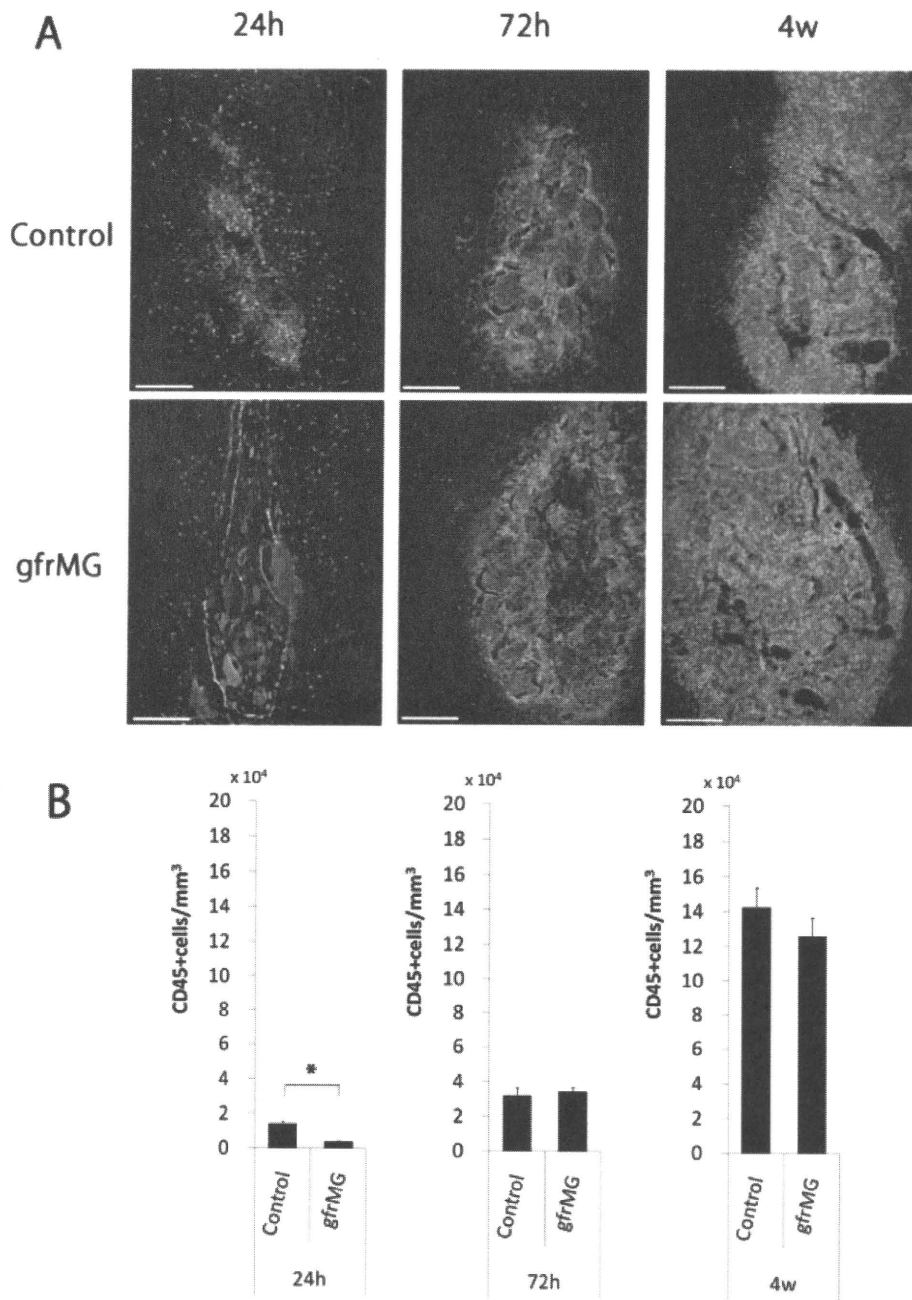 A
24h 72h 4w
Control
gfrMG
B
x 10⁴
20
18
16
14
12
10
8
6
4
2
0
CD45+cells/mm³
*
Control
gfrMG
24h
x 10⁴
20
18
16
14
12
10
8
6
4
2
0
CD45+cells/mm³
Control
gfrMG
72h
x 10⁴
20
18
16
14
12
10
8
6
4
2
0
CD45+cells/mm³
Control
gfrMG
4w